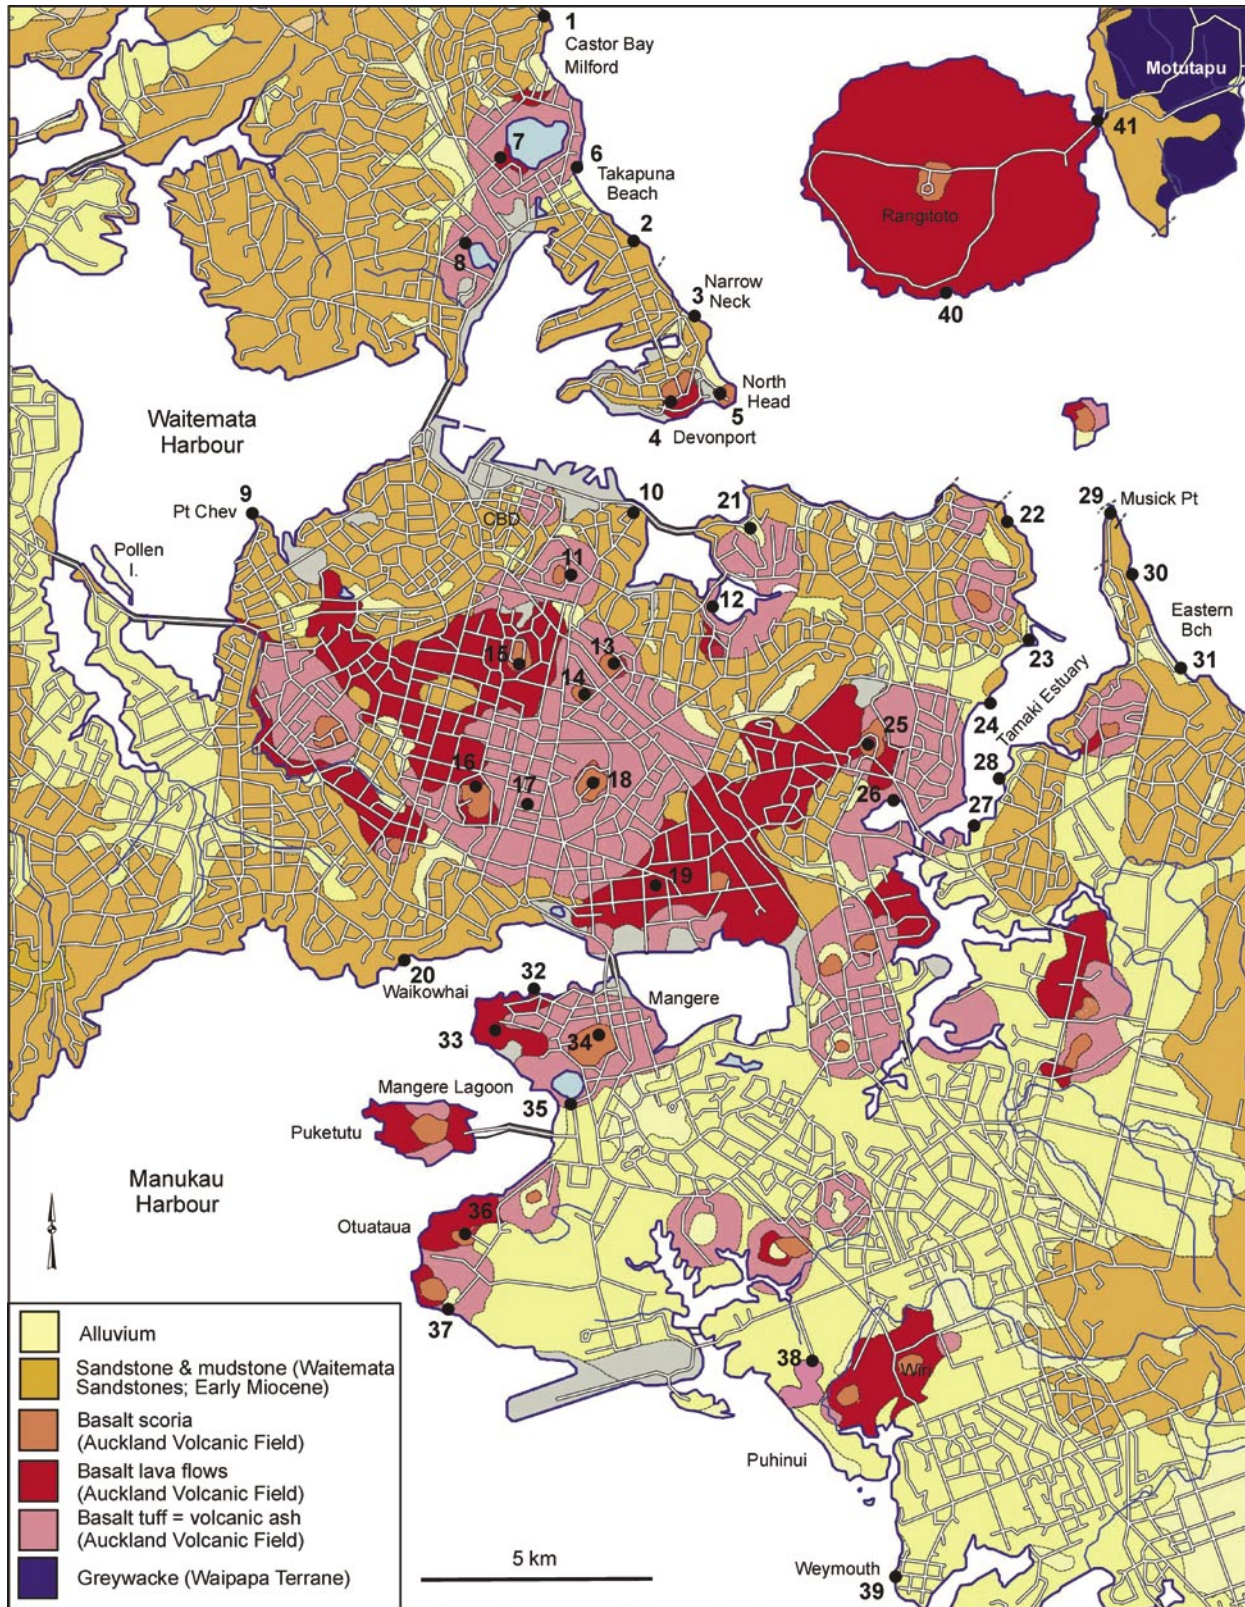 1
Castor Bay
Milford
Motutapu
41
7
6
Takapuna
Beach
2
8
Rangitoto
3
Narrow
Neck
40
North
Head
5
4
Devonport
Waitemata
Harbour
9
Pt Chev
CBD
10
21
22
29
Musick Pt
Pollen
I.
11
12
30
Eastern
Bch
31
15
13
14
23
24
Tamaki Estuary
25
16
17
18
28
26
27
19
20
Waikowhai
32
Mangere
33
34
Mangere Lagoon
35
Puketutu
Manukau
Harbour
36
Otuataua
37
38
Wiri
Puhinui
Weymouth
39
Alluvium
Sandstone & mudstone (Waitemata
Sandstones; Early Miocene)
Basalt scoria
(Auckland Volcanic Field)
Basalt lava flows
(Auckland Volcanic Field)
Basalt tuff = volcanic ash
(Auckland Volcanic Field)
Greywacke (Waipapa Terrane)
5 km